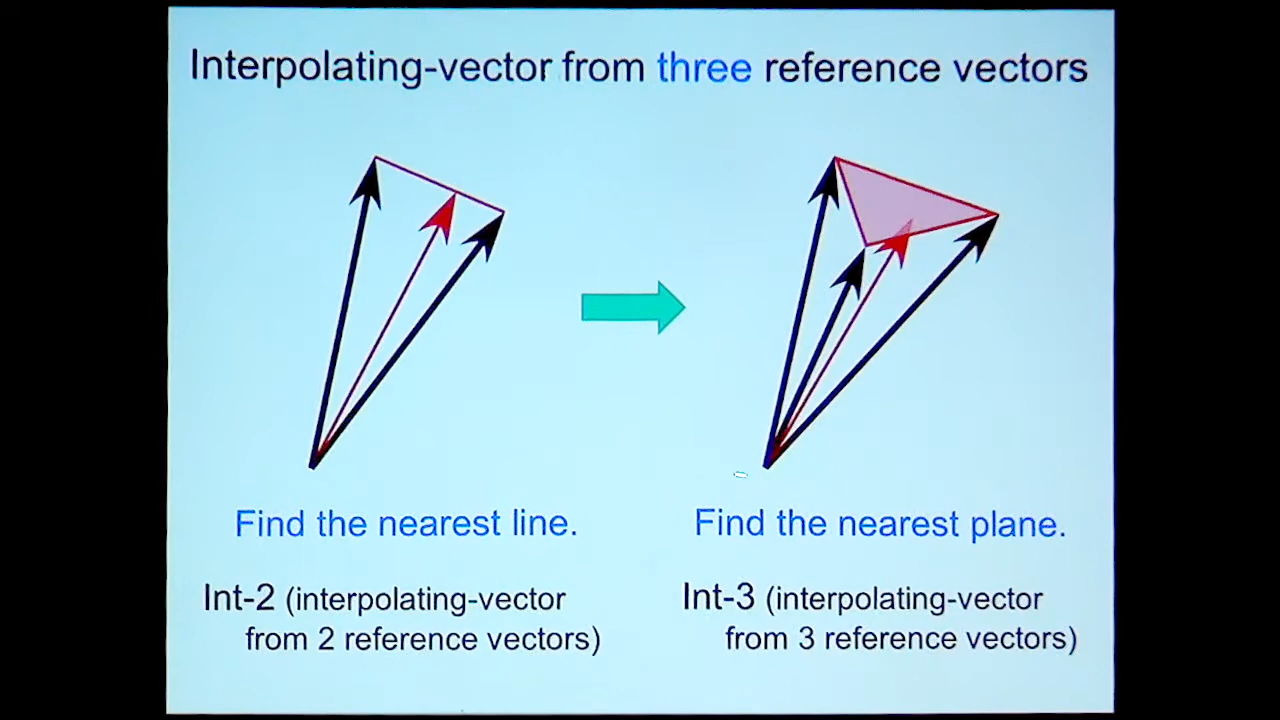 Interpolating-vector from three reference vectors
Find the nearest line.
Find the nearest plane.
Int-2 (interpolating-vector
from 2 reference vectors)
Int-3 (interpolating-vector
from 3 reference vectors)